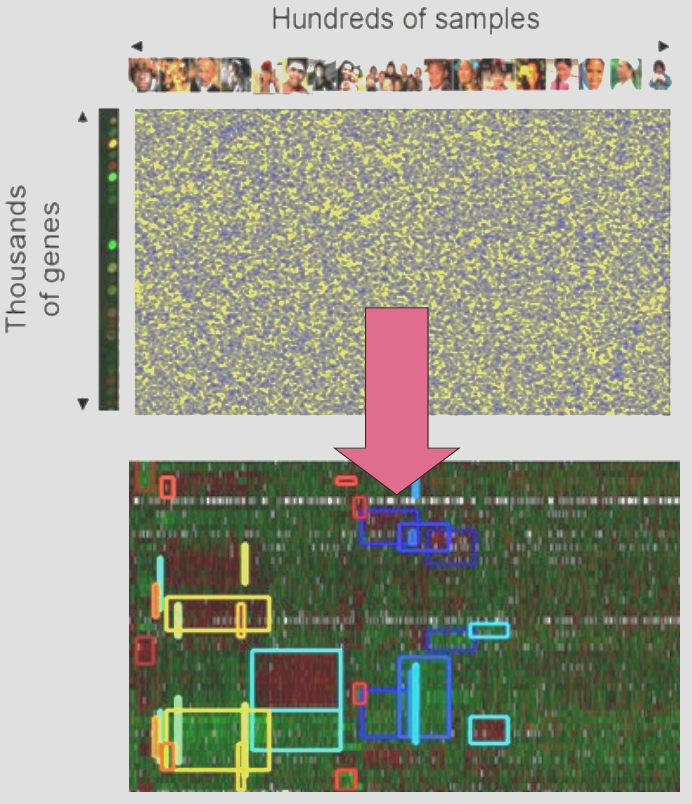 Hundreds of samples
Thousands
of genes